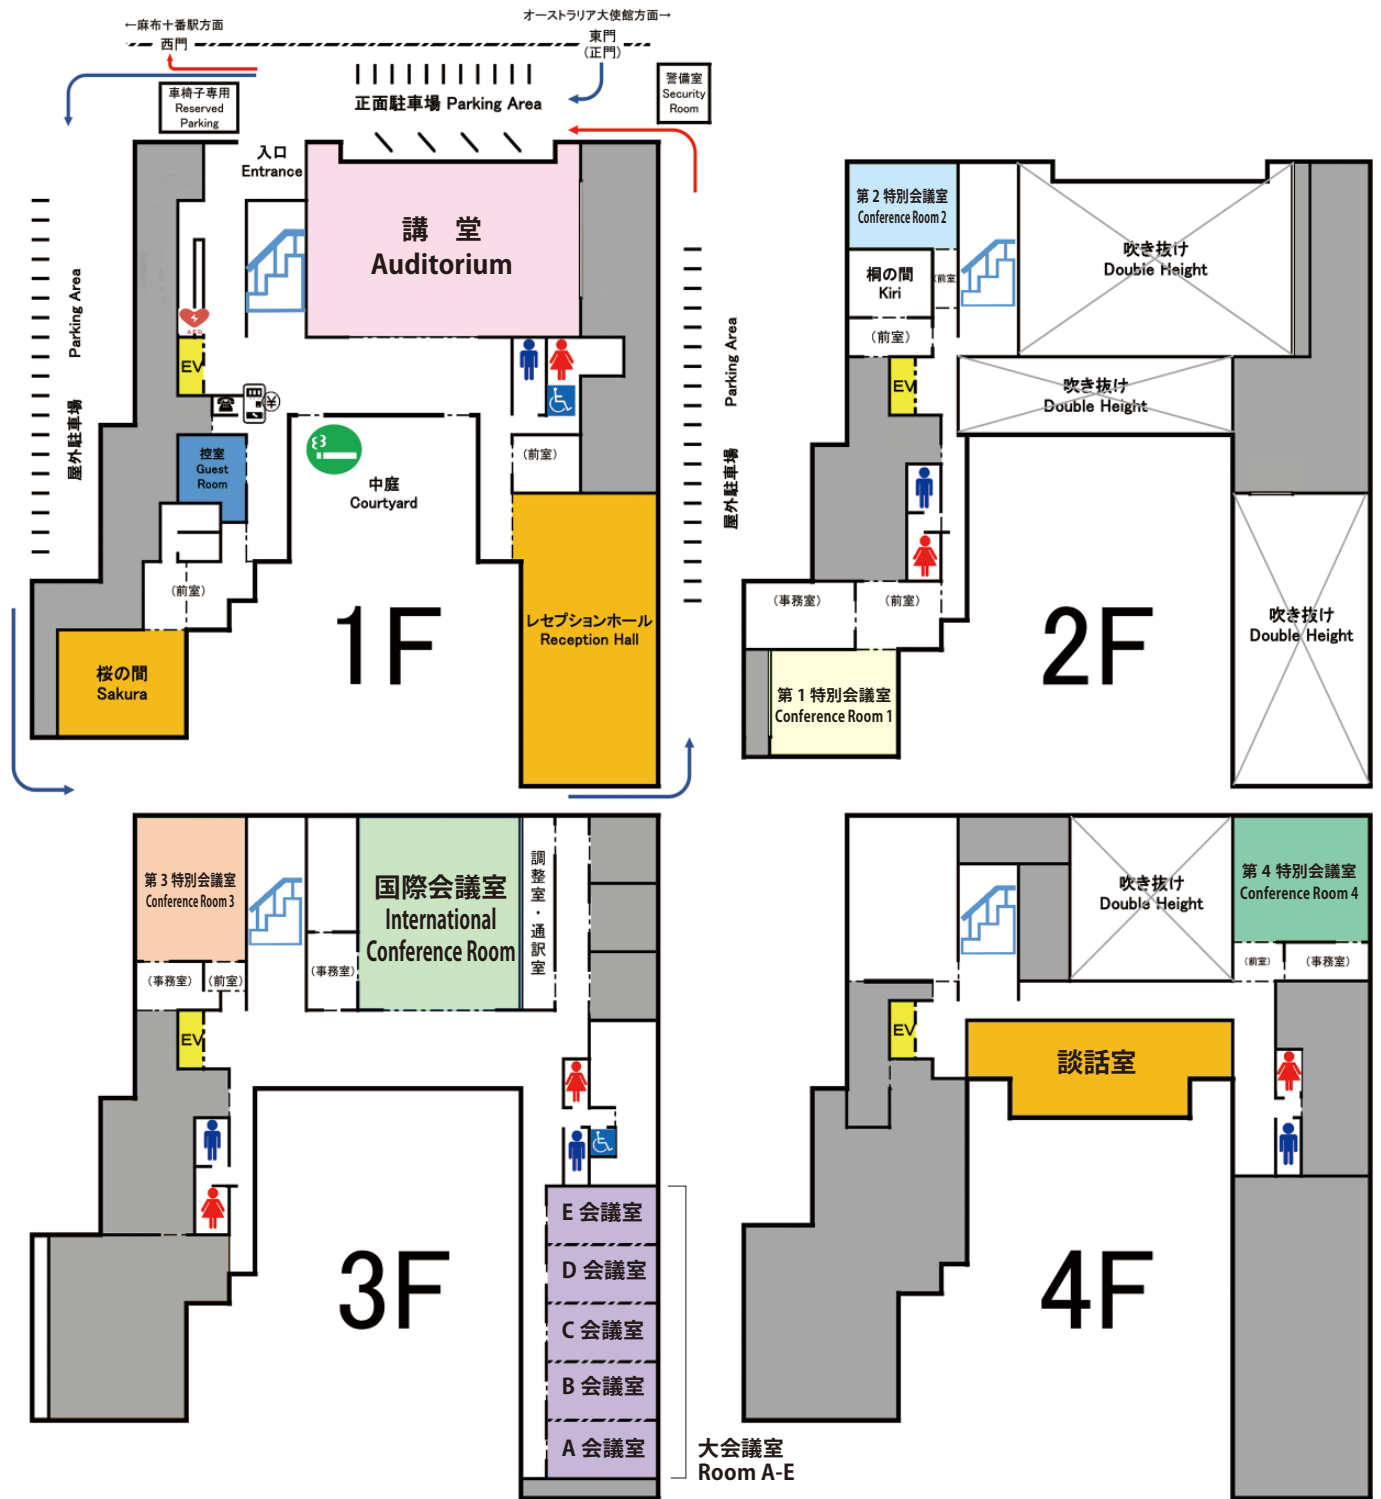 ←麻布十番駅方面
西門
オーストラリア大使館方面→
東門
(正門)
車椅子専用
Reserved
Parking
正面駐車場 Parking Area
警備室
Security
Room
入口
Entrance
講 堂
Auditorium
屋外駐車場 Parking Area
AED
EV
¥
控室
Guest
Room
中庭
Courtyard
(前室)
(前室)
屋外駐車場 Parking Area
桜の間
Sakura
1F
レセプションホール
Reception Hall
第2特別会議室
Conference Room 2
桐の間
Kiri
(前室
(前室)
吹き抜け
Double Height
EV
吹き抜け
Double Height
(事務室)
(前室)
第1特別会議室
Conference Room 1
2F
吹き抜け
Double Height
第3特別会議室
Conference Room 3
(事務室)
(前室)
(事務室)
国際会議室
International
Conference Room
調整室・通訳室
EV
3F
E 会議室
D 会議室
C 会議室
B 会議室
A 会議室
大会議室
Room A-E
吹き抜け
Double Height
第4特別会議室
Conference Room 4
(前室)
(事務室)
EV
談話室
4F